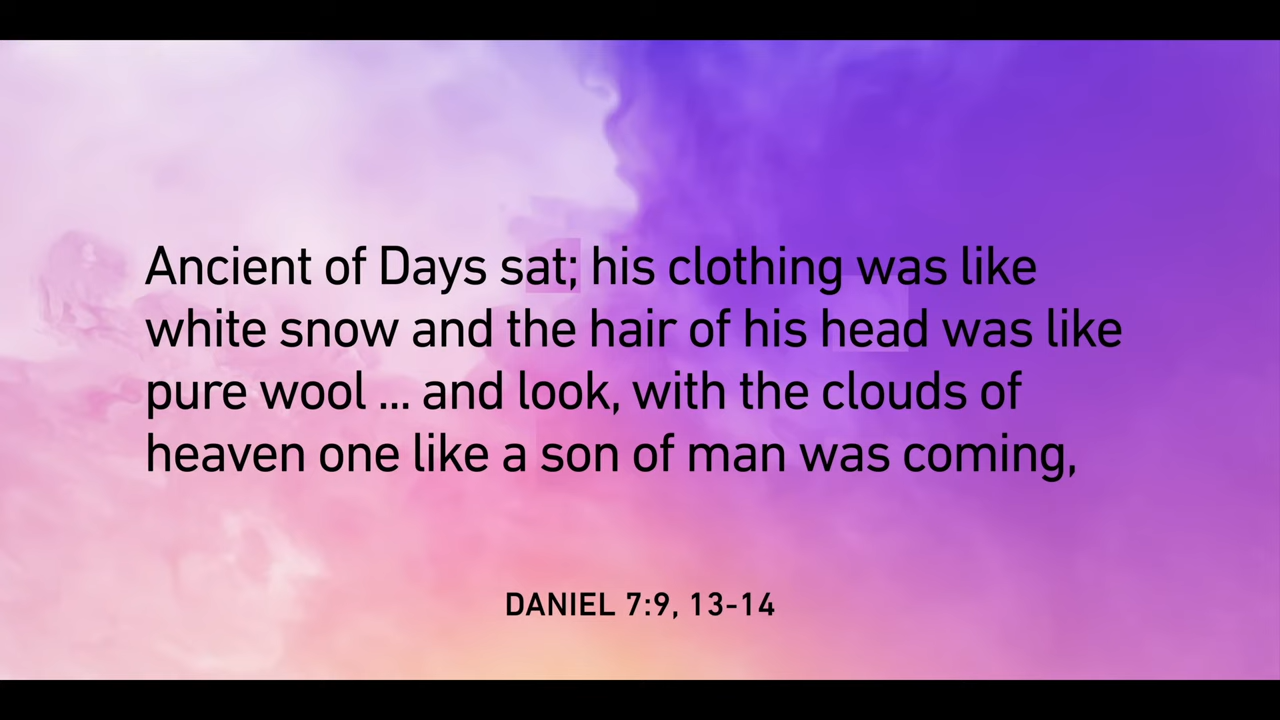 Ancient of Days sat; his clothing was like
white snow and the hair of his head was like
pure wool ... and look, with the clouds of
heaven one like a son of man was coming,
DANIEL 7:9, 13-14